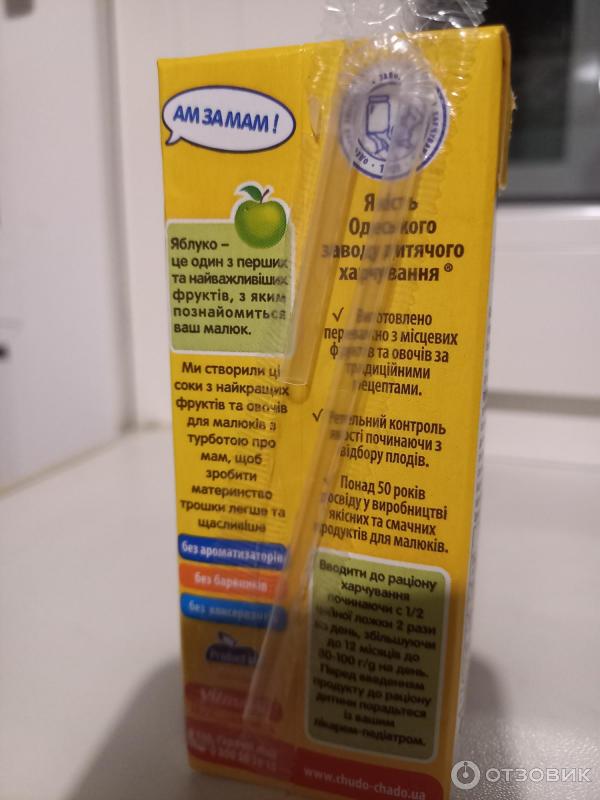 АМ ЗА МАМ!
Яблуко –
це один з перших
та найважливіших
фруктів, з яким
познайомиться
ваш малюк.
Ми створили ці
соки з найкращих
фруктів та овочів
для малюків з
турботою про
мам, щоб
зробити
материнство
трошки легше та
щасливіше
без ароматизаторів
без барвників
без консервантів
Якість
Одеського
заводу дитячого
харчування®
✓ Виготовлено
переважно з місцевих
фруктів та овочів за
традиційними
рецептами.
✓ Ретельний контроль
якості починаючи з
відбору плодів.
Понад 50 років
досвіду у виробництві
якісних та смачних
продуктів для малюків.
Вводити до раціону
харчування
починаючи с 1/2
чайної ложки 2 рази
на день, збільшуючи
до 12 місяців до
80-100 г/g на день.
Перед введенням
продукту до раціону
дитини порадьтеся
із вашим
лікарем-педіатром.
www.chudo-chado.ua
ОТЗОВИК